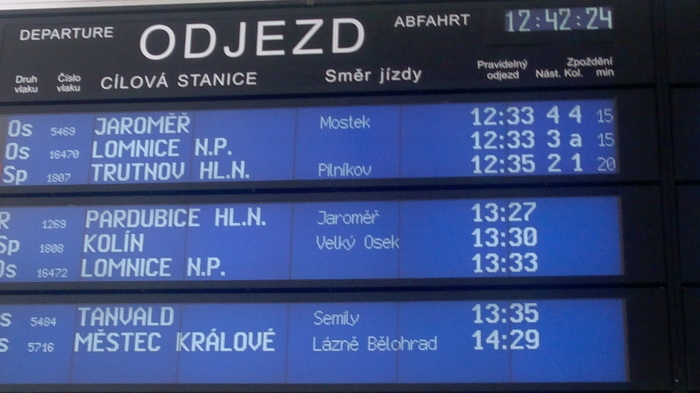 DEPARTURE ODJEZD ABFAHRT 12:42:24
Druh vlaku Číslo vlaku CÍLOVÁ STANICE Směr jízdy Pravidelný odjezd Nást. Kol. Zpoždění min
Os 5469 JAROMĚŘ Mostek 12:33 4 4 15
Os 16470 LOMNICE N.P. 12:33 3 a 15
Sp 1807 TRUTNOV HL.N. Pilníkov 12:35 2 1 20
R 1269 PARDUBICE HL.N. Jaroměř 13:27
Sp 1808 KOLÍN Velký Osek 13:30
Os 16472 LOMNICE N.P. 13:33
s 5484 TANVALD Semily 13:35
s 5716 MĚSTEC KRÁLOVÉ Lázně Bělohrad 14:29